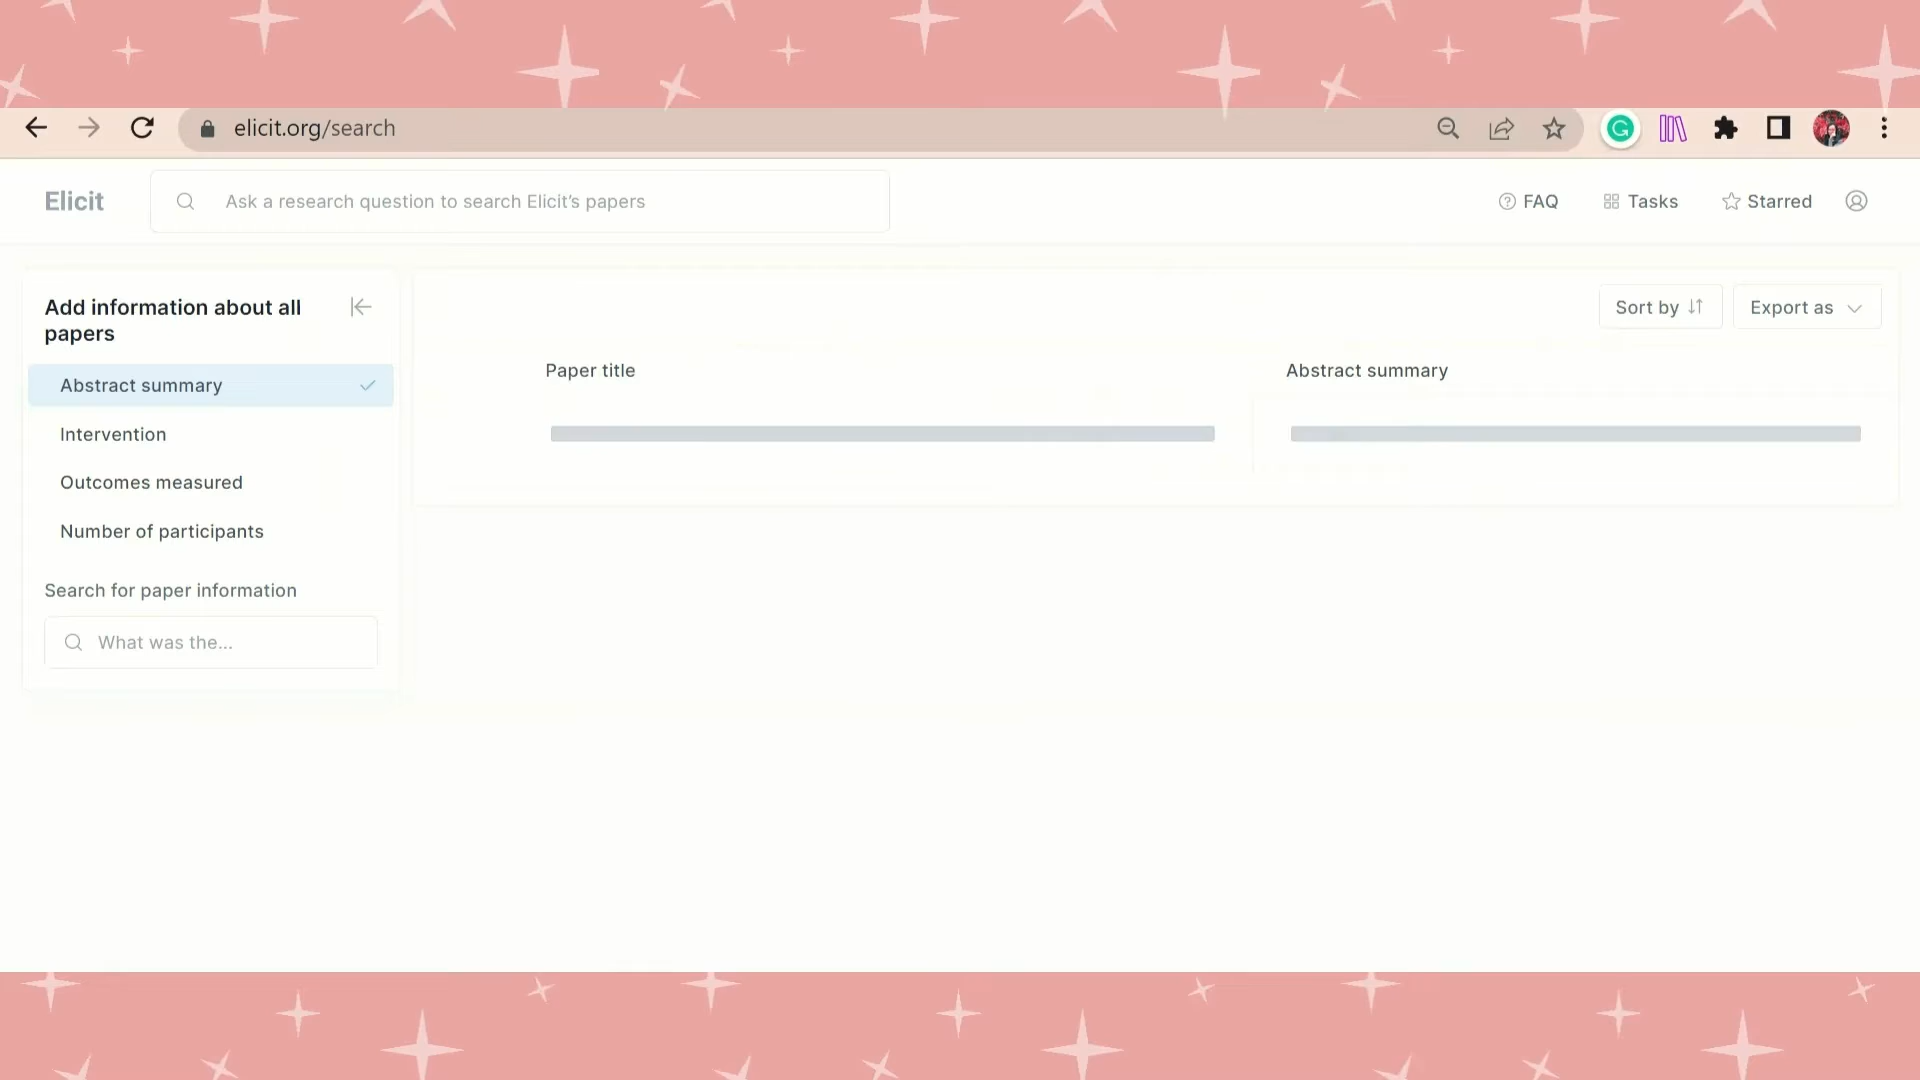 elicit.org/search
Elicit
Ask a research question to search Elicit’s papers
FAQ
Tasks
Starred
Add information about all
papers
Abstract summary
Intervention
Outcomes measured
Number of participants
Search for paper information
What was the...
Sort by
Export as
Paper title
Abstract summary